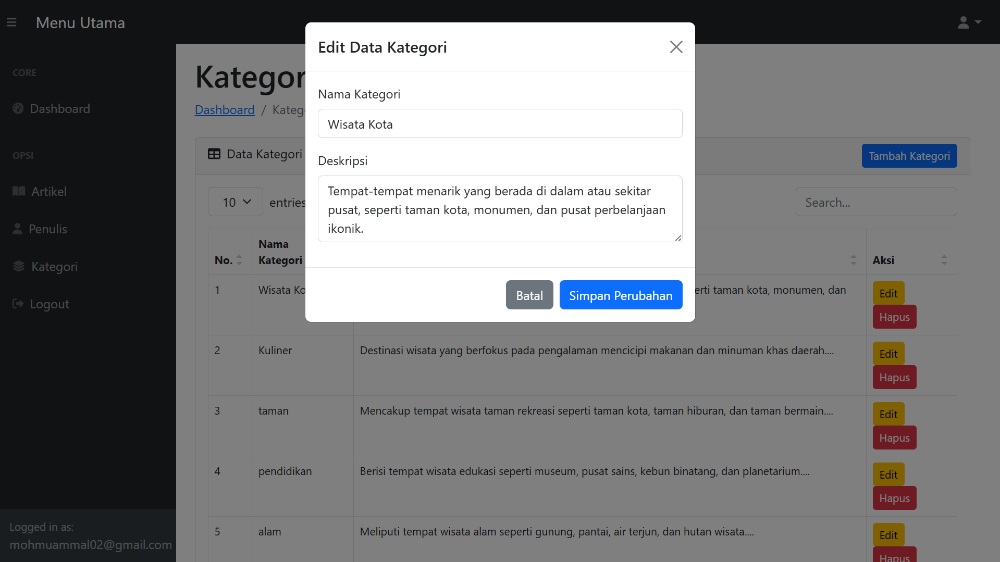 Menu Utama
CORE
Dashboard
OPSI
Artikel
Penulis
Kategori
Logout
Logged in as:
mohmuammal02@gmail.com
Edit Data Kategori
Nama Kategori
Wisata Kota
Deskripsi
Tempat-tempat menarik yang berada di dalam atau sekitar
pusat, seperti taman kota, monumen, dan pusat perbelanjaan
ikonik.
Batal Simpan Perubahan
Kategor
Dashboard / Katego
Data Kategori
Tambah Kategori
10 entries
Search...
No. Nama Kategori Aksi
1 Wisata Ko erti taman kota, monumen, dan Edit Hapus
2 Kuliner Destinasi wisata yang berfokus pada pengalaman mencicipi makanan dan minuman khas daerah.... Edit Hapus
3 taman Mencakup tempat wisata taman rekreasi seperti taman kota, taman hiburan, dan taman bermain.... Edit Hapus
4 pendidikan Berisi tempat wisata edukasi seperti museum, pusat sains, kebun binatang, dan planetarium.... Edit Hapus
5 alam Meliputi tempat wisata alam seperti gunung, pantai, air terjun, dan hutan wisata.... Edit Hapus